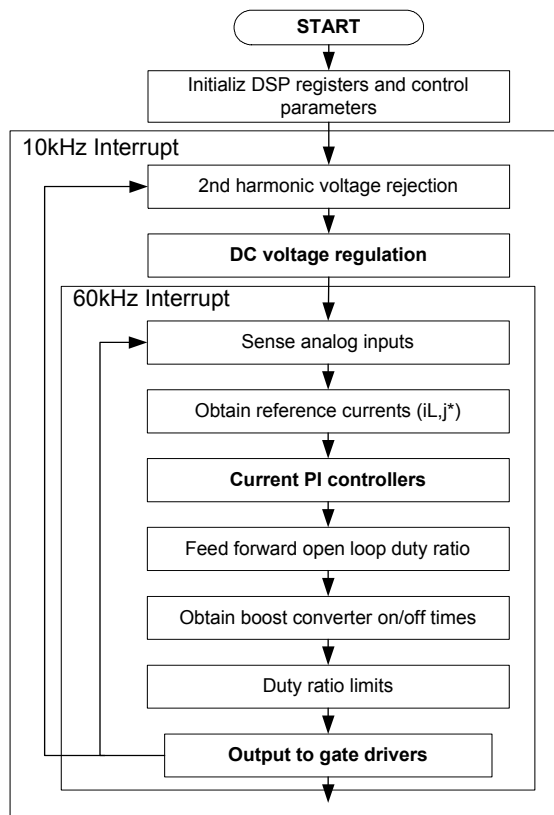 START
Initializ DSP registers and control
parameters
10kHz Interrupt
2nd harmonic voltage rejection
DC voltage regulation
60kHz Interrupt
Sense analog inputs
Obtain reference currents (iL,j*)
Current PI controllers
Feed forward open loop duty ratio
Obtain boost converter on/off times
Duty ratio limits
Output to gate drivers